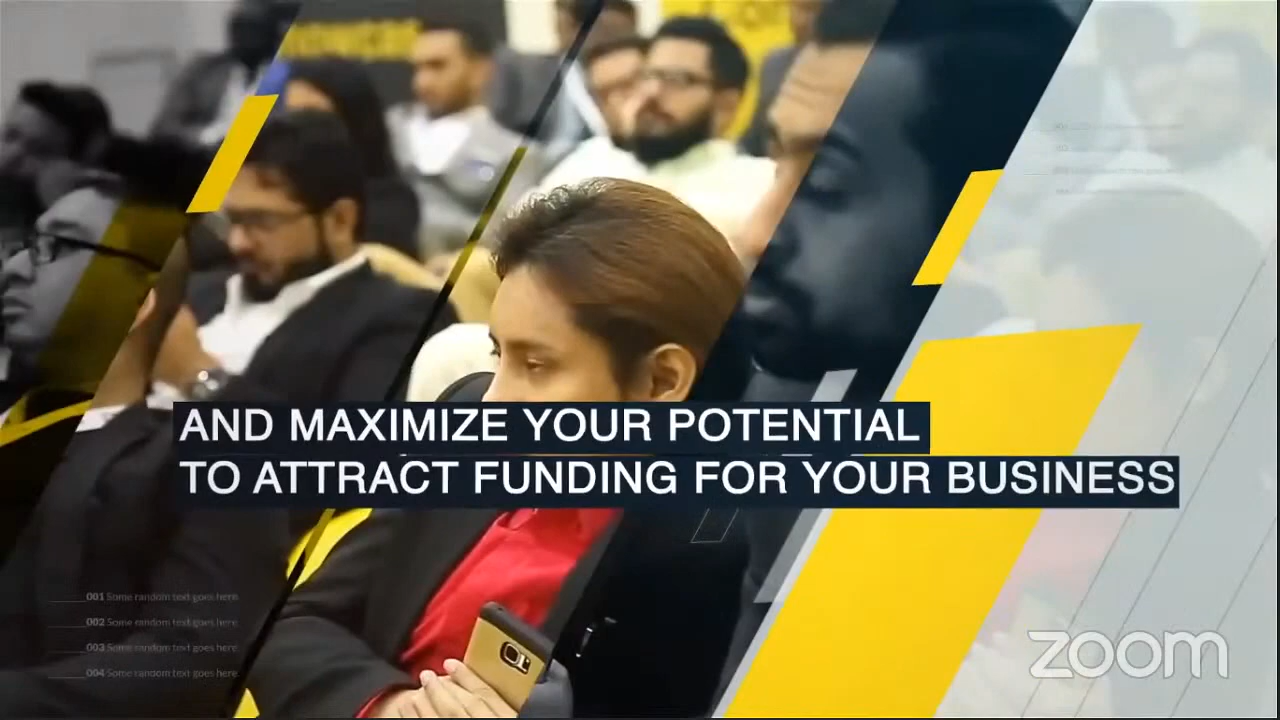 AND MAXIMIZE YOUR POTENTIAL
TO ATTRACT FUNDING FOR YOUR BUSINESS
001 Some random text goes here
002 Some random text goes here
003 Some random text goes here
004 Some random text goes here
zoom